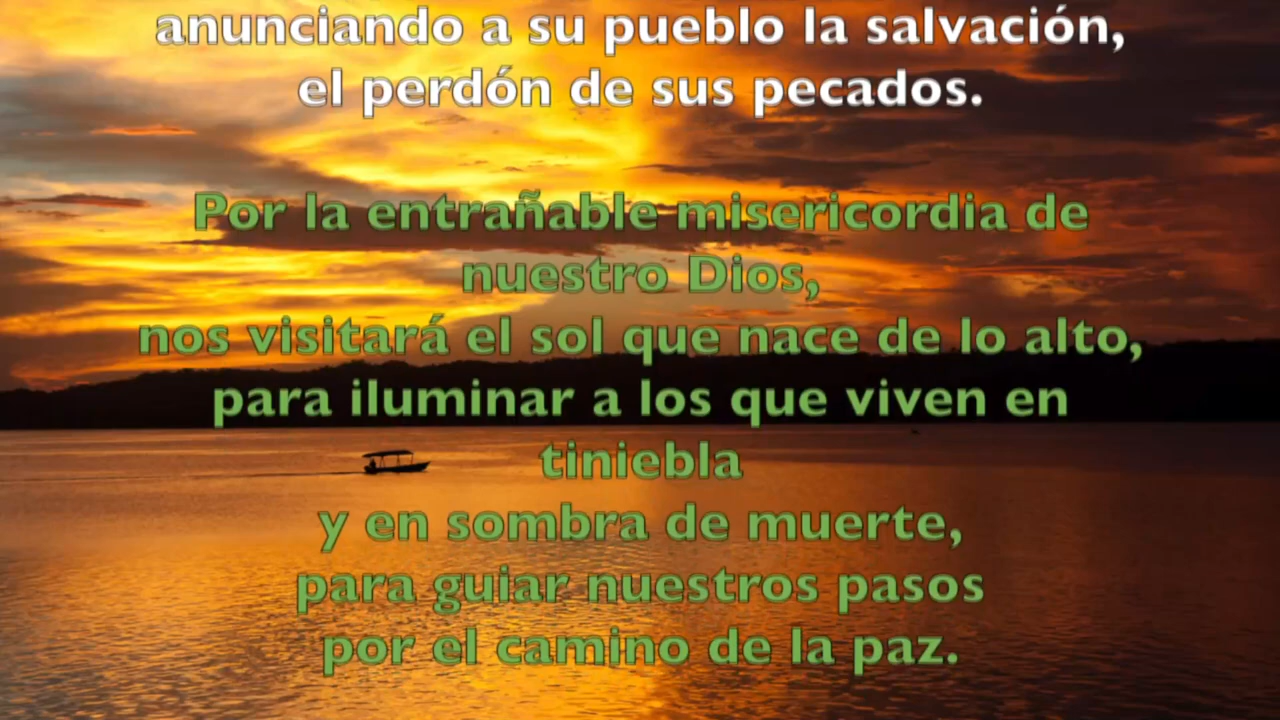 anunciando a su pueblo la salvación,
el perdón de sus pecados.
Por la entrañable misericordia de
nuestro Dios,
nos visitará el sol que nace de lo alto,
para iluminar a los que viven en
tiniebla
y en sombra de muerte,
para guiar nuestros pasos
por el camino de la paz.